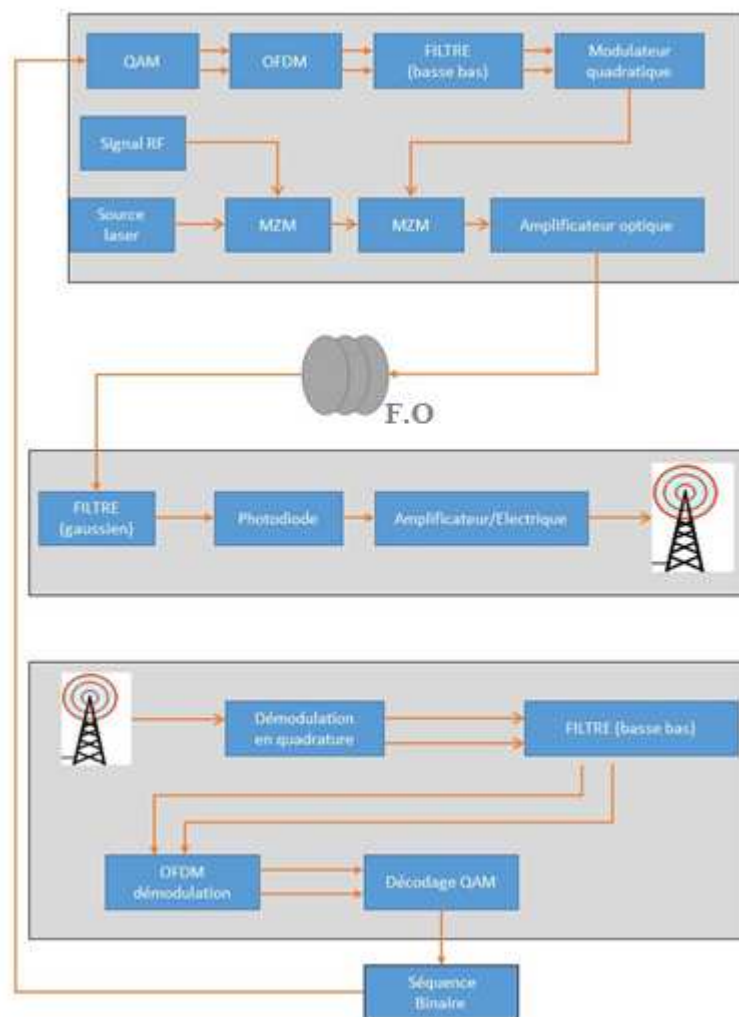 QAM
OFDM
FILTRE
(basse bas)
Modulateur
quadratique
Signal RF
Source
laser
MZM
MZM
Amplificateur optique
F.O
FILTRE
(gaussien)
Photodiode
Amplificateur/Electrique
Démodulation
en quadrature
FILTRE (basse bas)
OFDM
démodulation
Décodage QAM
Séquence
Binaire